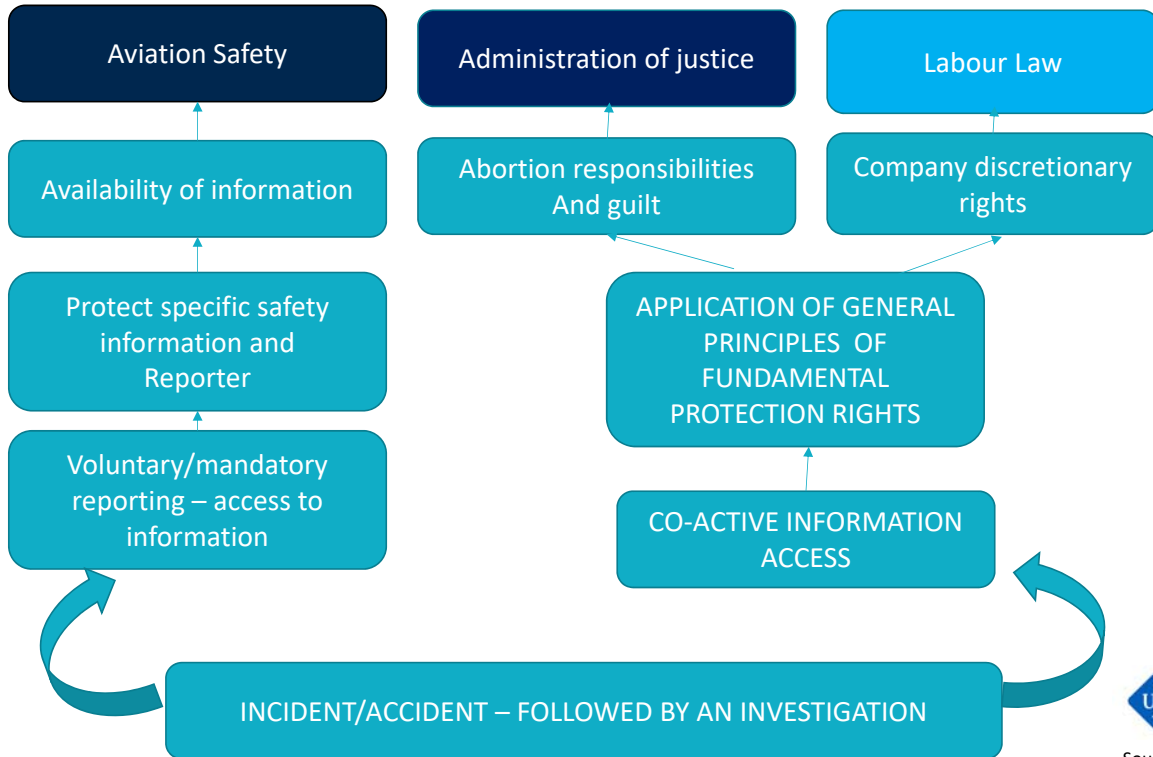 Aviation Safety
Administration of justice
Labour Law
Availability of information
Abortion responsibilities
And guilt
Company discretionary
rights
Protect specific safety
information and
Reporter
APPLICATION OF GENERAL
PRINCIPLES OF
FUNDAMENTAL
PROTECTION RIGHTS
Voluntary/mandatory
reporting – access to
information
CO-ACTIVE INFORMATION
ACCESS
INCIDENT/ACCIDENT – FOLLOWED BY AN INVESTIGATION